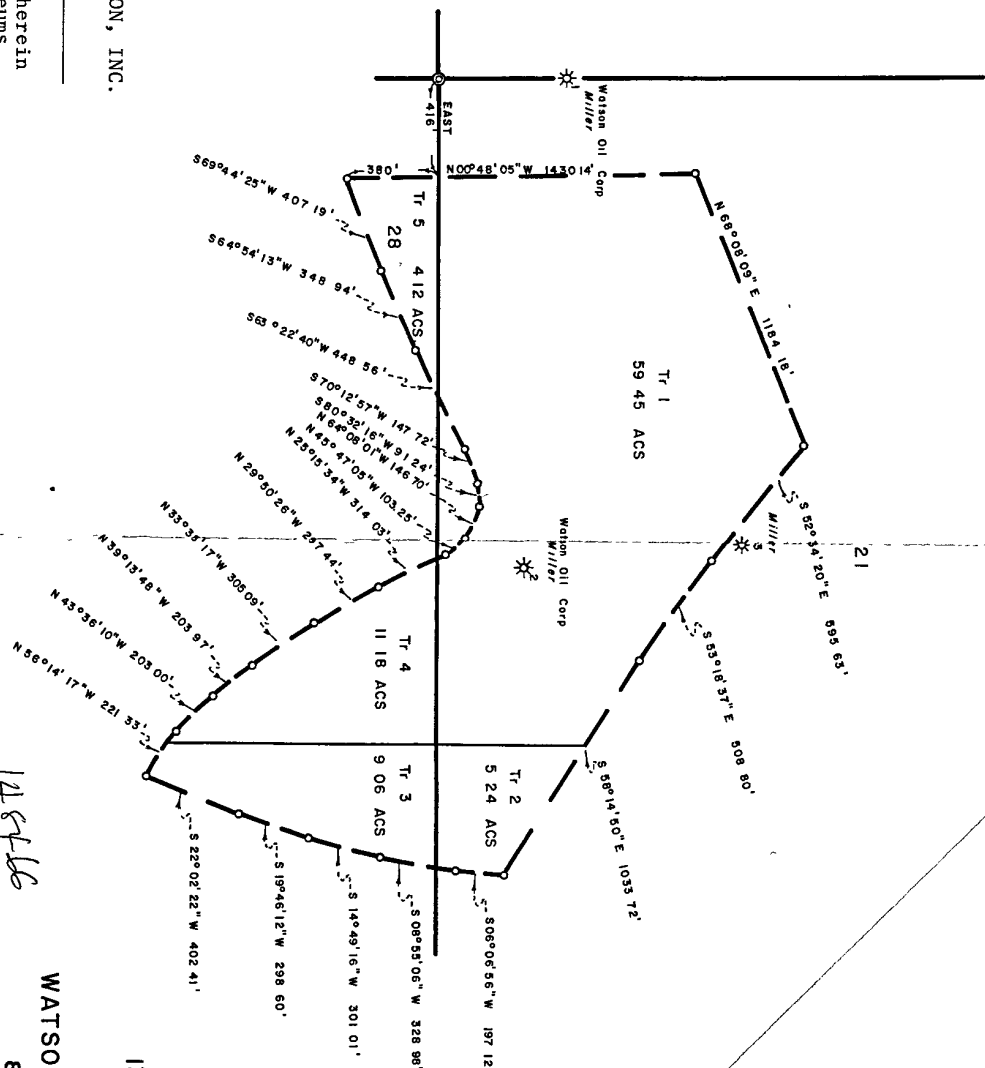 ON, INC.
herein
eums
Watson Oil Corp
Miller
1
EAST
416'
380'
N00°48'05"W 1430 14'
N 68°08'09"E 1184 18'
S69°44'25"W 407 19'
S64°54'13"W 348 94'
S63°22'40"W 448 56'
S70°12'57"W 147 72'
S80°32'16"W 91 24'
N64°08'01"W 146 70'
N45°47'05"W 103.25'
N25°15'34"W 314 03'
N 29°50'26"W 257 44'
N33°35'17"W 305 09'
N39°13'48"W 203 97'
N 43°36'10"W 203 00'
N 56°14'17"W 221 33'
Tr 5
28
4 12 ACS
Tr 1
59 45 ACS
21
Miller
3
S 52°34'20"E 595 63'
Watson Oil Corp
Miller
2
S 53°18'37"E 508 80'
Tr 4
11 18 ACS
Tr 3
9 06 ACS
Tr 2
5 24 ACS
S 58°14'50"E 1033 72'
S 22°02'22"W 402 41'
S 19°46'12"W 298 60'
S 14°49'16"W 301 01'
S 08°55'06"W 328 98'
S06°06'56"W 197 12
WATSO